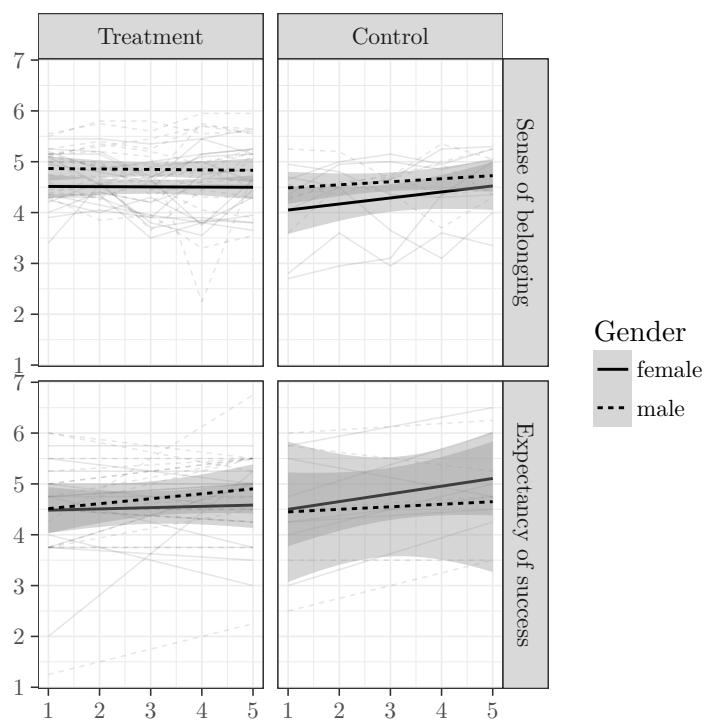 Treatment
Control
7
6
5
4
3
2
1
Sense of belonging
7
6
5
4
3
2
1
Expectancy of success
1 2 3 4 5
1 2 3 4 5
Gender
female
male